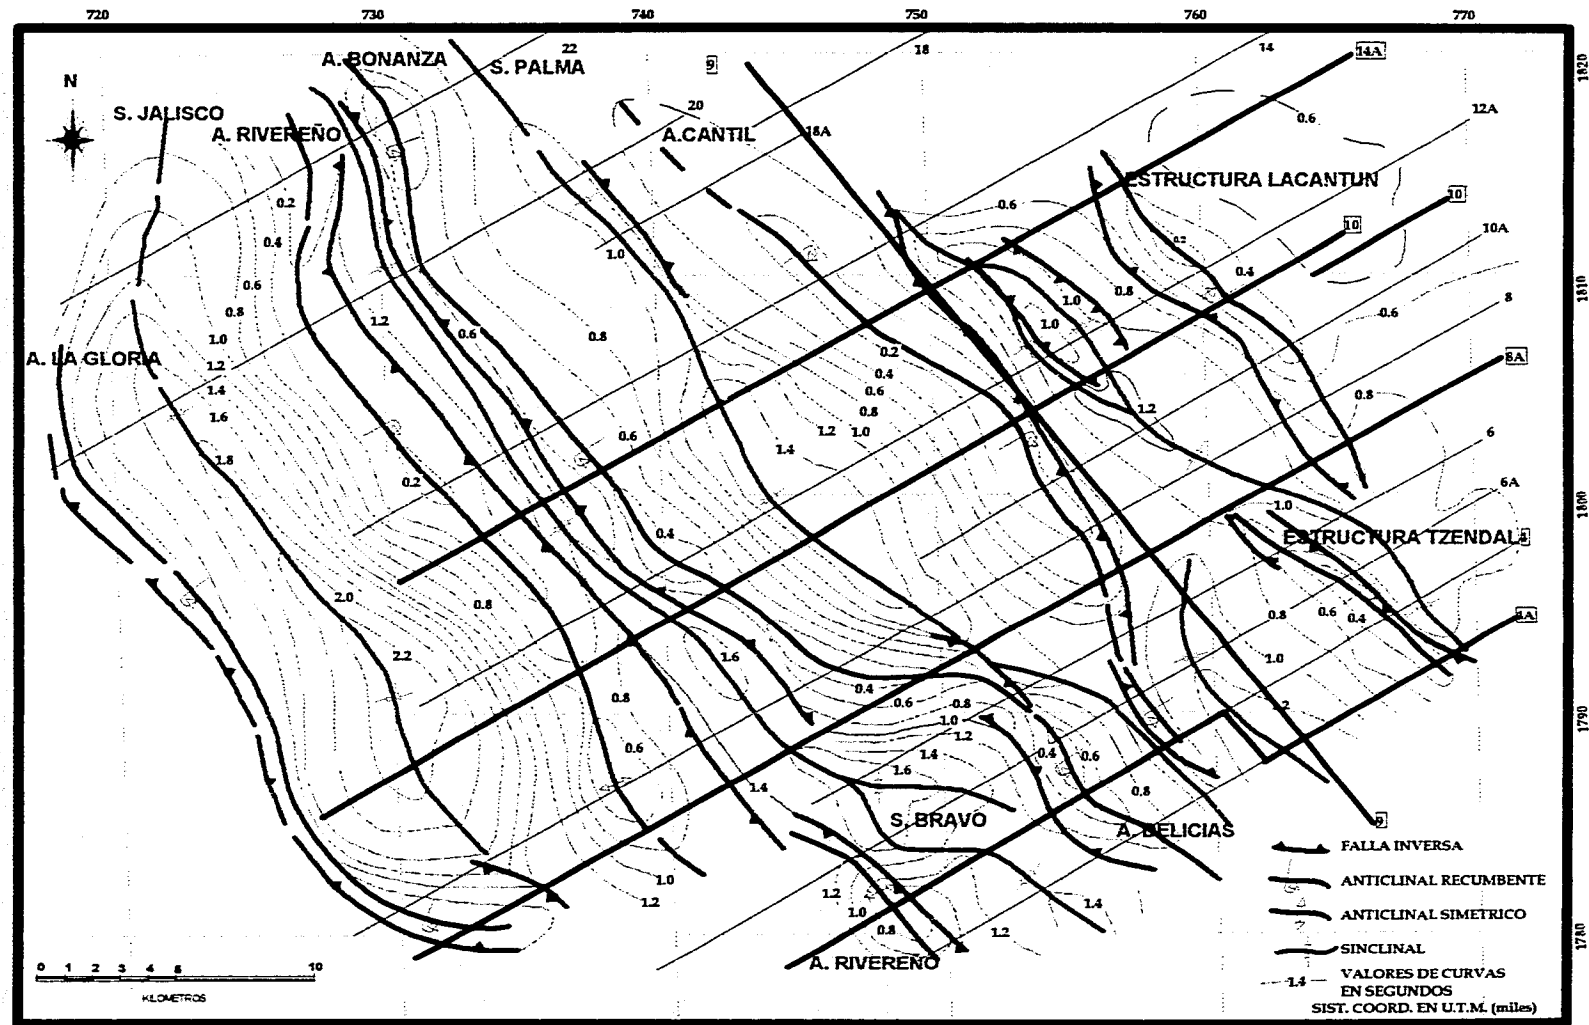 720 730 740 750 760 770
22 18 14
A. BONANZA
S. PALMA
9
14A
1820
N
S. JALISCO
20
0.6
12A
A. RIVEREÑO
A.CANTIL
18A
ESTRUCTURA LACANTUN
0.2
0.6
10
0.4
1.0
0.2
10
10A
0.6
0.4
0.8
1.0
0.8
1810
1.2
0.6
1.0
0.6
8
1.0
0.8
0.2
A. LA GLORIA
1.2
0.4
8A
1.4
0.6
0.8
1.6
0.8
1.2
0.6
1.2 1.0
1.8
1.4
6
0.2
6A
0.4
1.0
1800
ESTRUCTURA TZENDAL
2.0
0.8
0.8
0.6
0.4
4A
2.2
1.6
1.0
0.4
0.8
0.6
0.8
1.0
1790
0.6
1.2
0.4
0.6
1.4
1.4
1.6
0.8
S. BRAVO
A. DELICIAS
9
FALLA INVERSA
1.0
ANTICLINAL RECUMBENTE
1.2
1.2
1.0
1.4
ANTICLINAL SIMETRICO
0.8
1.2
1780
SINCLINAL
A. RIVEREÑO
0 1 2 3 4 5 10
KILOMETROS
1.4 VALORES DE CURVAS
EN SEGUNDOS
SIST. COORD. EN U.T.M. (miles)